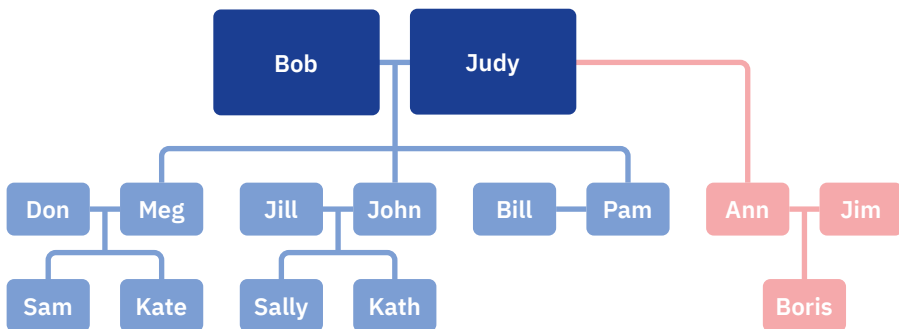 Bob
Judy
Don
Meg
Jill
John
Bill
Pam
Ann
Jim
Sam
Kate
Sally
Kath
Boris